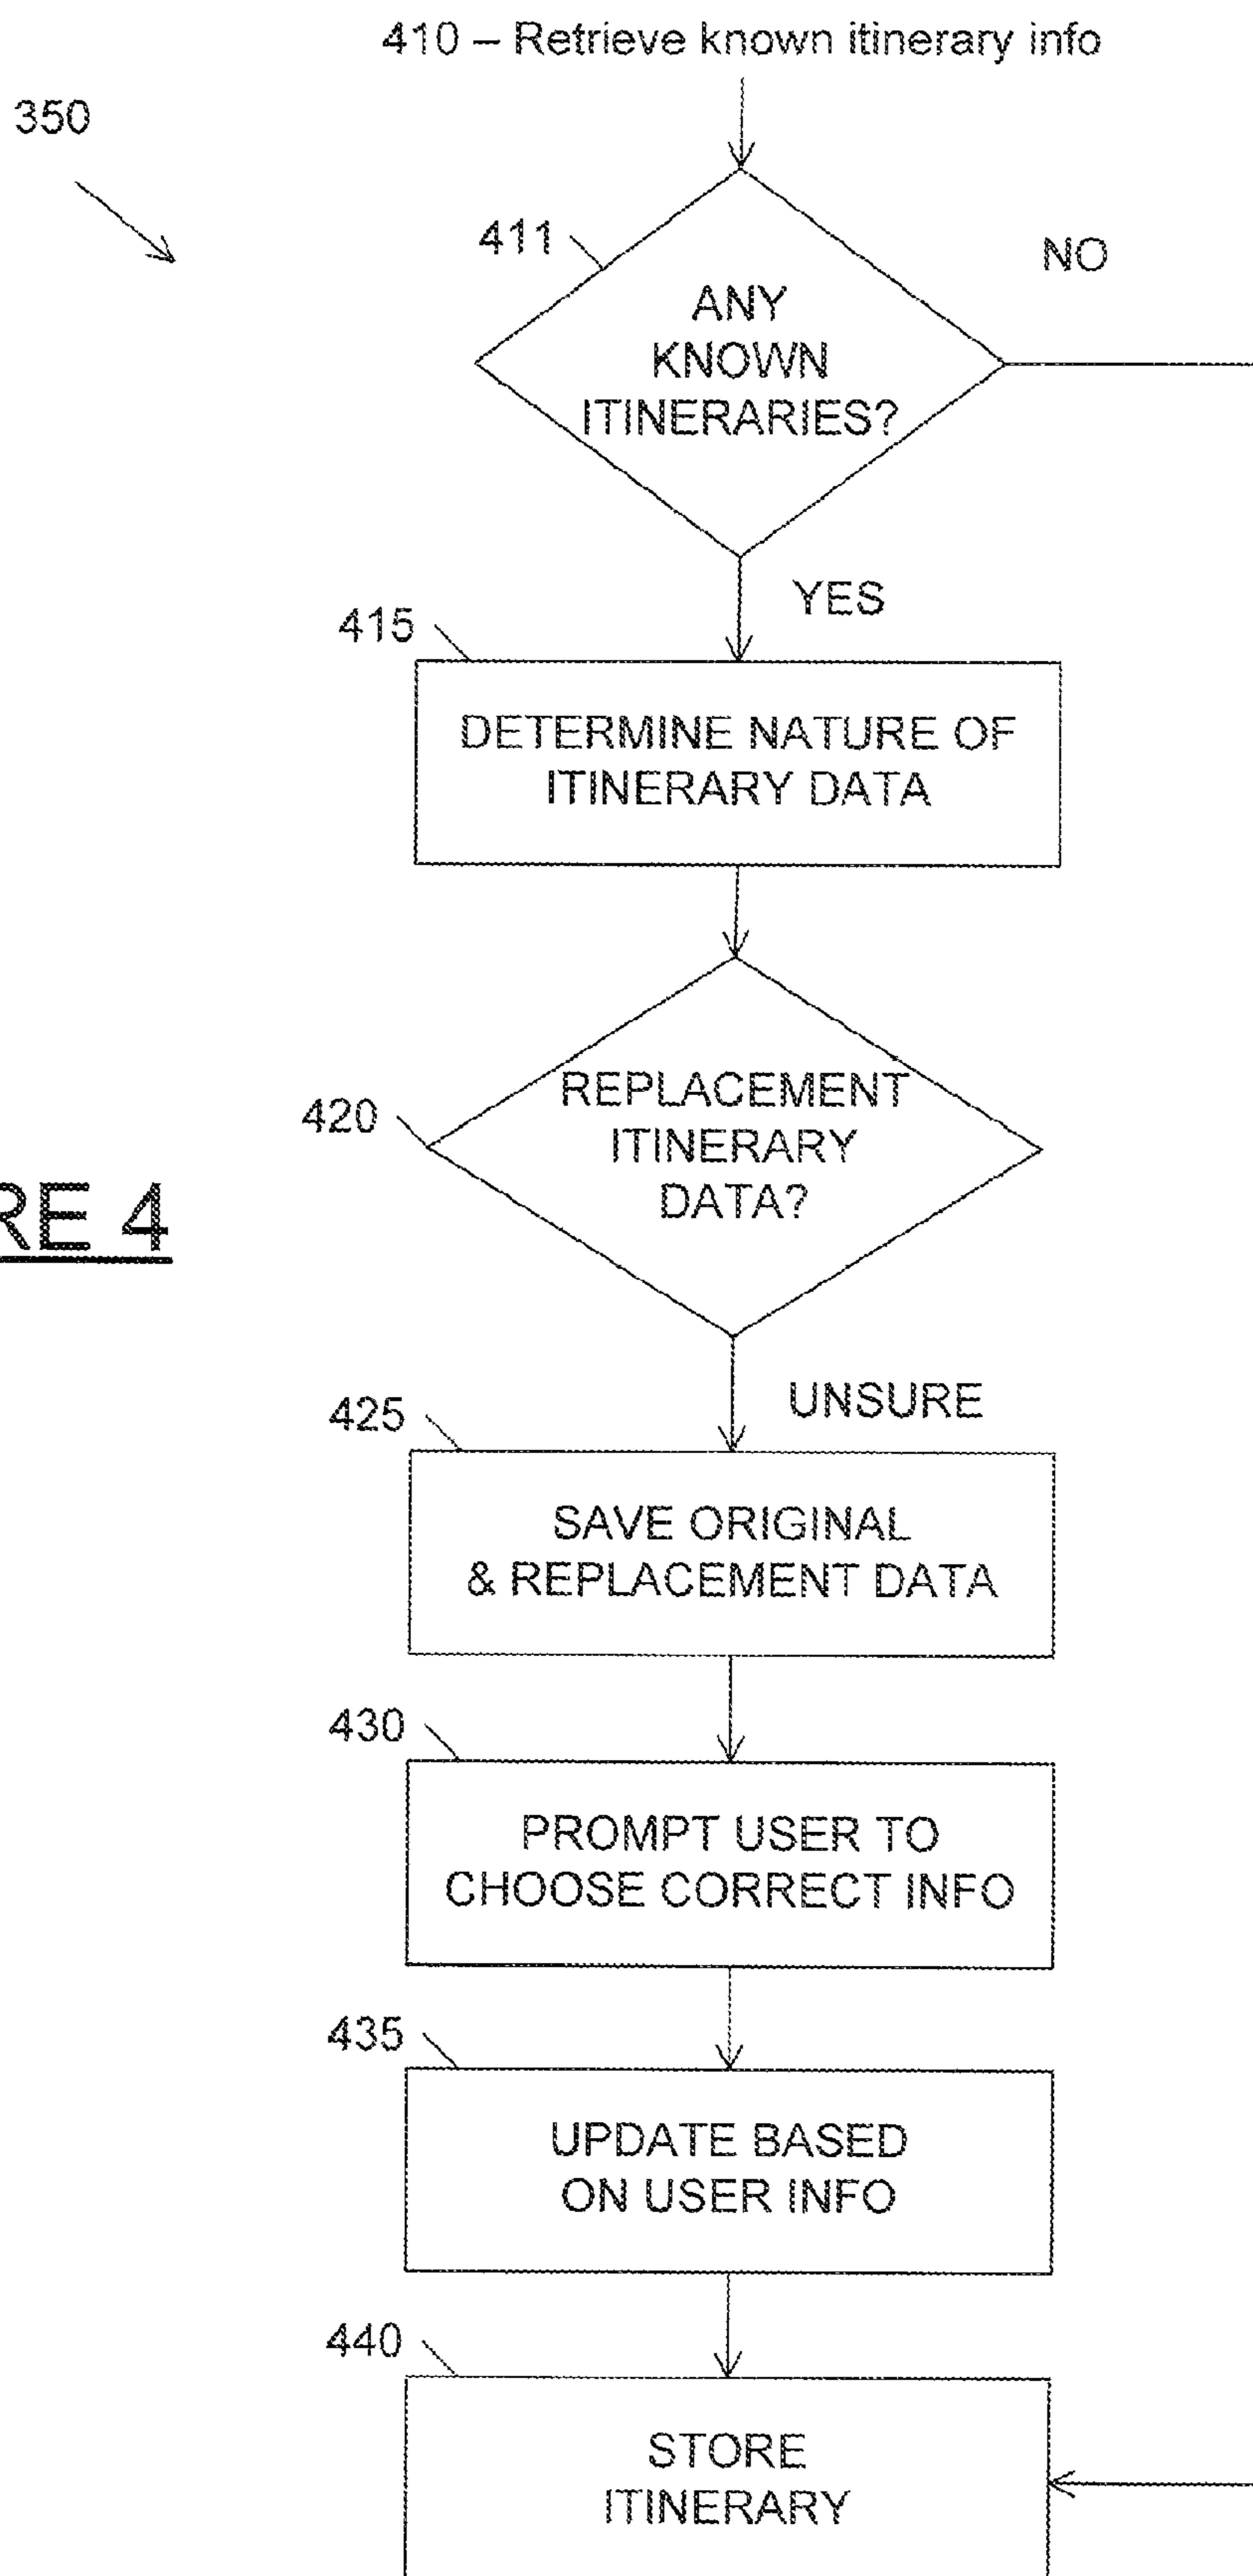 410 – Retrieve known itinerary info
350
411
NO
ANY
KNOWN
ITINERARIES?
YES
415
DETERMINE NATURE OF
ITINERARY DATA
420
REPLACEMENT
ITINERARY
DATA?
RE 4
UNSURE
425
SAVE ORIGINAL
& REPLACEMENT DATA
430
PROMPT USER TO
CHOOSE CORRECT INFO
435
UPDATE BASED
ON USER INFO
440
STORE
ITINERARY